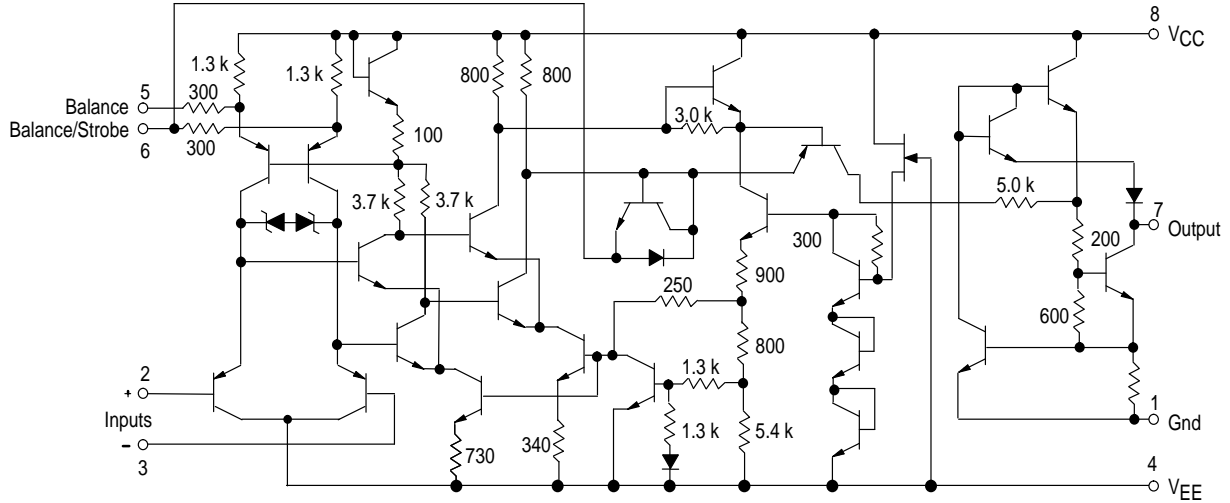 8
V_CC
1.3 k
1.3 k
800
800
5
Balance
300
3.0 k
Balance/Strobe
6
300
100
3.7 k
3.7 k
5.0 k
7
Output
300
200
900
250
600
800
2
+
1.3 k
Inputs
1
Gnd
1.3 k
5.4 k
–
3
730
340
4
V_EE